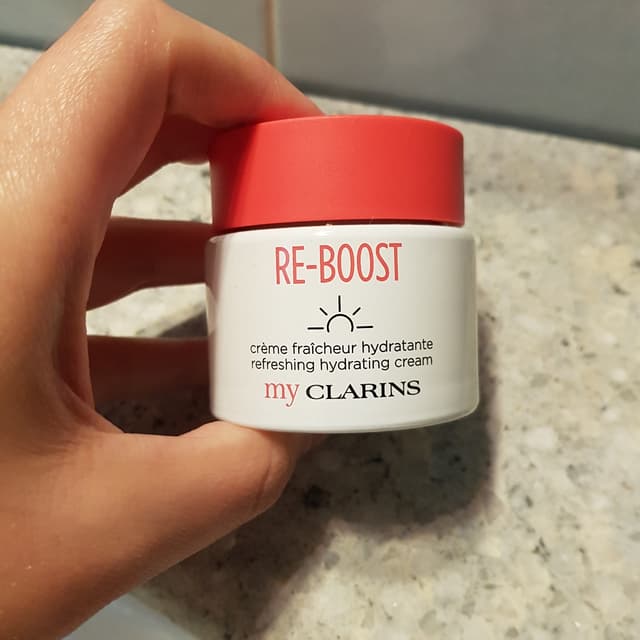 RE-BOOST
crème fraîcheur hydratante
refreshing hydrating cream
my CLARINS